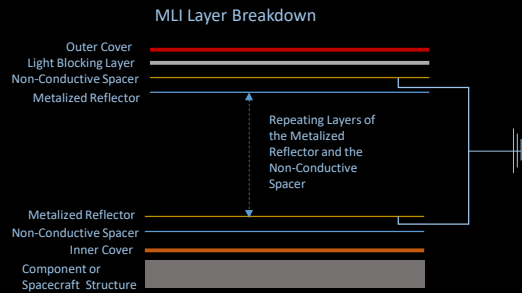 MLI Layer Breakdown
Outer Cover
Light Blocking Layer
Non-Conductive Spacer
Metalized Reflector
Repeating Layers of
the Metalized
Reflector and the
Non-Conductive
Spacer
Metalized Reflector
Non-Conductive Spacer
Inner Cover
Component or
Spacecraft Structure